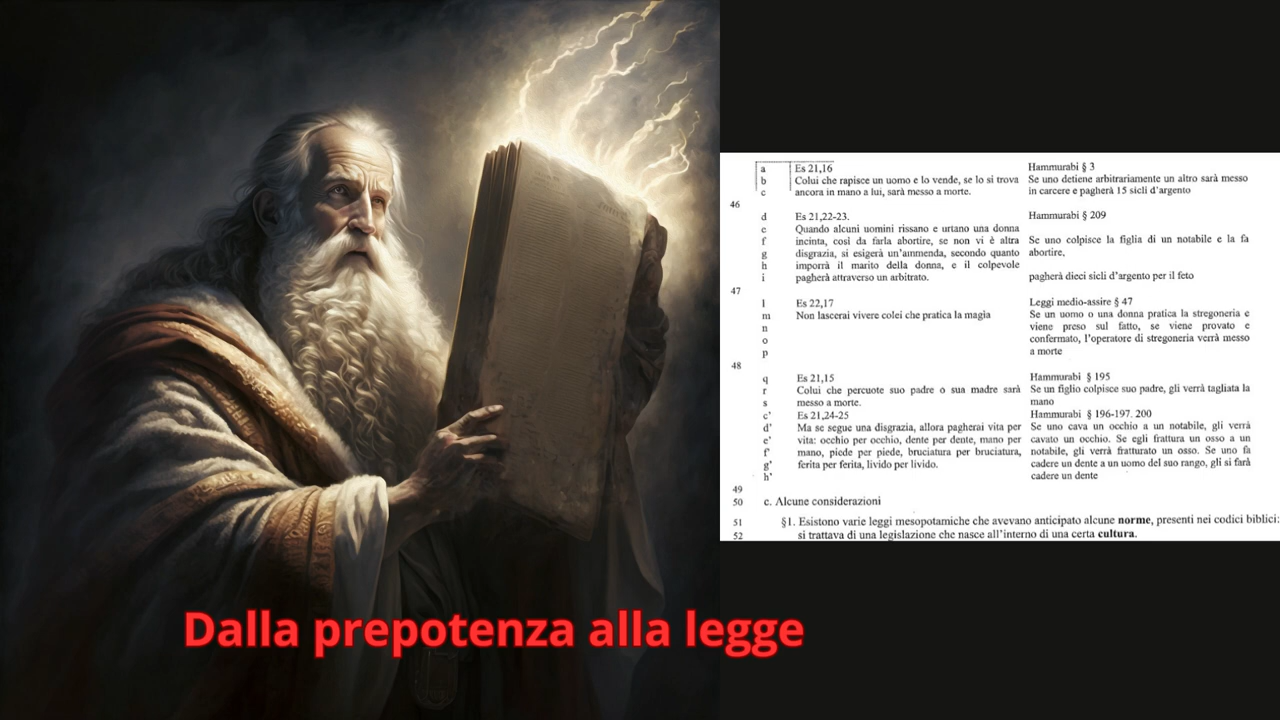 a Es 21,16 Hammurabi § 3
b Colui che rapisce un uomo e lo vende, se lo si trova Se uno detiene arbitrariamente un altro sarà messo
c ancora in mano a lui, sarà messo a morte. in carcere e pagherà 15 sicli d'argento
46
d Es 21,22-23. Hammurabi § 209
e Quando alcuni uomini rissano e urtano una donna
f incinta, così da farla abortire, se non vi è altra Se uno colpisce la figlia di un notabile e la fa
g disgrazia, si esigerà un'ammenda, secondo quanto abortire,
h imporrà il marito della donna, e il colpevole
i pagherà attraverso un arbitrato. pagherà dieci sicli d'argento per il feto
47
l Es 22,17 Leggi medio-assire § 47
m Non lascerai vivere colei che pratica la magia Se un uomo o una donna pratica la stregoneria e
n viene preso sul fatto, se viene provato e
o confermato, l'operatore di stregoneria verrà messo
p a morte
48
q Es 21,15 Hammurabi § 195
r Colui che percuote suo padre o sua madre sarà Se un figlio colpisce suo padre, gli verrà tagliata la
s messo a morte. mano
c' Es 21,24-25 Hammurabi § 196-197. 200
d' Ma se segue una disgrazia, allora pagherai vita per Se uno cava un occhio a un notabile, gli verrà
e' vita: occhio per occhio, dente per dente, mano per cavato un occhio. Se egli frattura un osso a un
f' mano, piede per piede, bruciatura per bruciatura, notabile, gli verrà fratturato un osso. Se uno fa
g' ferita per ferita, livido per livido. cadere un dente a un uomo del suo rango, gli si farà
h' cadere un dente
49
50 c. Alcune considerazioni
51 §1. Esistono varie leggi mesopotamiche che avevano anticipato alcune norme, presenti nei codici biblici:
52 si trattava di una legislazione che nasce all'interno di una certa cultura.
Dalla prepotenza alla legge